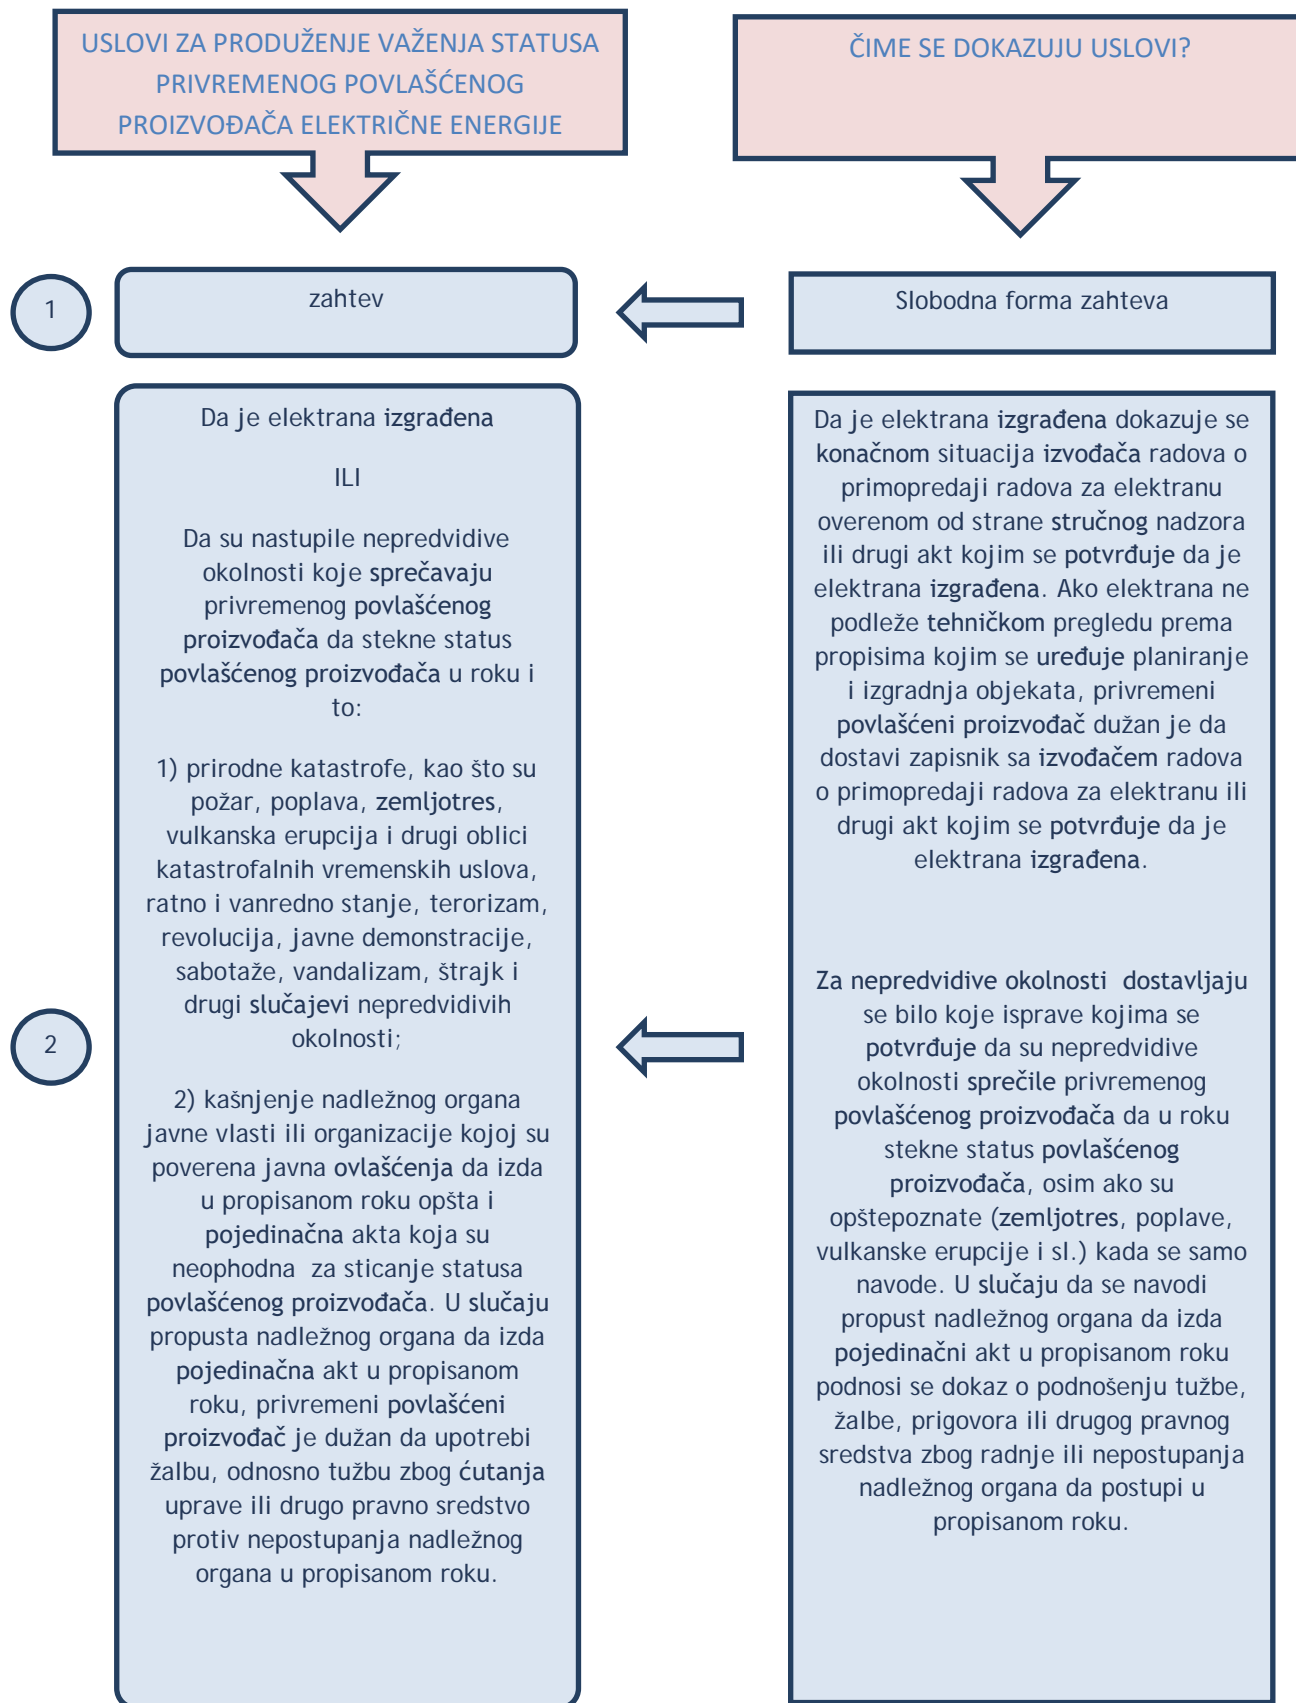 USLOVI ZA PRODUŽENJE VAŽENJA STATUSA
PRIVREMENOG POVLAŠĆENOG
PROIZVOĐAČA ELEKTRIČNE ENERGIJE
ČIME SE DOKAZUJU USLOVI?
1
zahtev
Slobodna forma zahteva
2
Da je elektrana izgrađena
ILI
Da su nastupile nepredvidive
okolnosti koje sprečavaju
privremenog povlašćenog
proizvođača da stekne status
povlašćenog proizvođača u roku i
to:
1) prirodne katastrofe, kao što su
požar, poplava, zemljotres,
vulkanska erupcija i drugi oblici
katastrofalnih vremenskih uslova,
ratno i vanredno stanje, terorizam,
revolucija, javne demonstracije,
sabotaže, vandalizam, štrajk i
drugi slučajevi nepredvidivih
okolnosti;
2) kašnjenje nadležnog organa
javne vlasti ili organizacije kojoj su
poverena javna ovlašćenja da izda
u propisanom roku opšta i
pojedinačna akta koja su
neophodna za sticanje statusa
povlašćenog proizvođača. U slučaju
propusta nadležnog organa da izda
pojedinačna akt u propisanom
roku, privremeni povlašćeni
proizvođač je dužan da upotrebi
žalbu, odnosno tužbu zbog ćutanja
uprave ili drugo pravno sredstvo
protiv nepostupanja nadležnog
organa u propisanom roku.
Da je elektrana izgrađena dokazuje se
konačnom situacija izvođača radova o
primopredaji radova za elektranu
overenom od strane stručnog nadzora
ili drugi akt kojim se potvrđuje da je
elektrana izgrađena. Ako elektrana ne
podleže tehničkom pregledu prema
propisima kojim se uređuje planiranje
i izgradnja objekata, privremeni
povlašćeni proizvođač dužan je da
dostavi zapisnik sa izvođačem radova
o primopredaji radova za elektranu ili
drugi akt kojim se potvrđuje da je
elektrana izgrađena.
Za nepredvidive okolnosti dostavljaju
se bilo koje isprave kojima se
potvrđuje da su nepredvidive
okolnosti sprečile privremenog
povlašćenog proizvođača da u roku
stekne status povlašćenog
proizvođača, osim ako su
opštepoznate (zemljotres, poplave,
vulkanske erupcije i sl.) kada se samo
navode. U slučaju da se navodi
propust nadležnog organa da izda
pojedinačni akt u propisanom roku
podnosi se dokaz o podnošenju tužbe,
žalbe, prigovora ili drugog pravnog
sredstva zbog radnje ili nepostupanja
nadležnog organa da postupi u
propisanom roku.